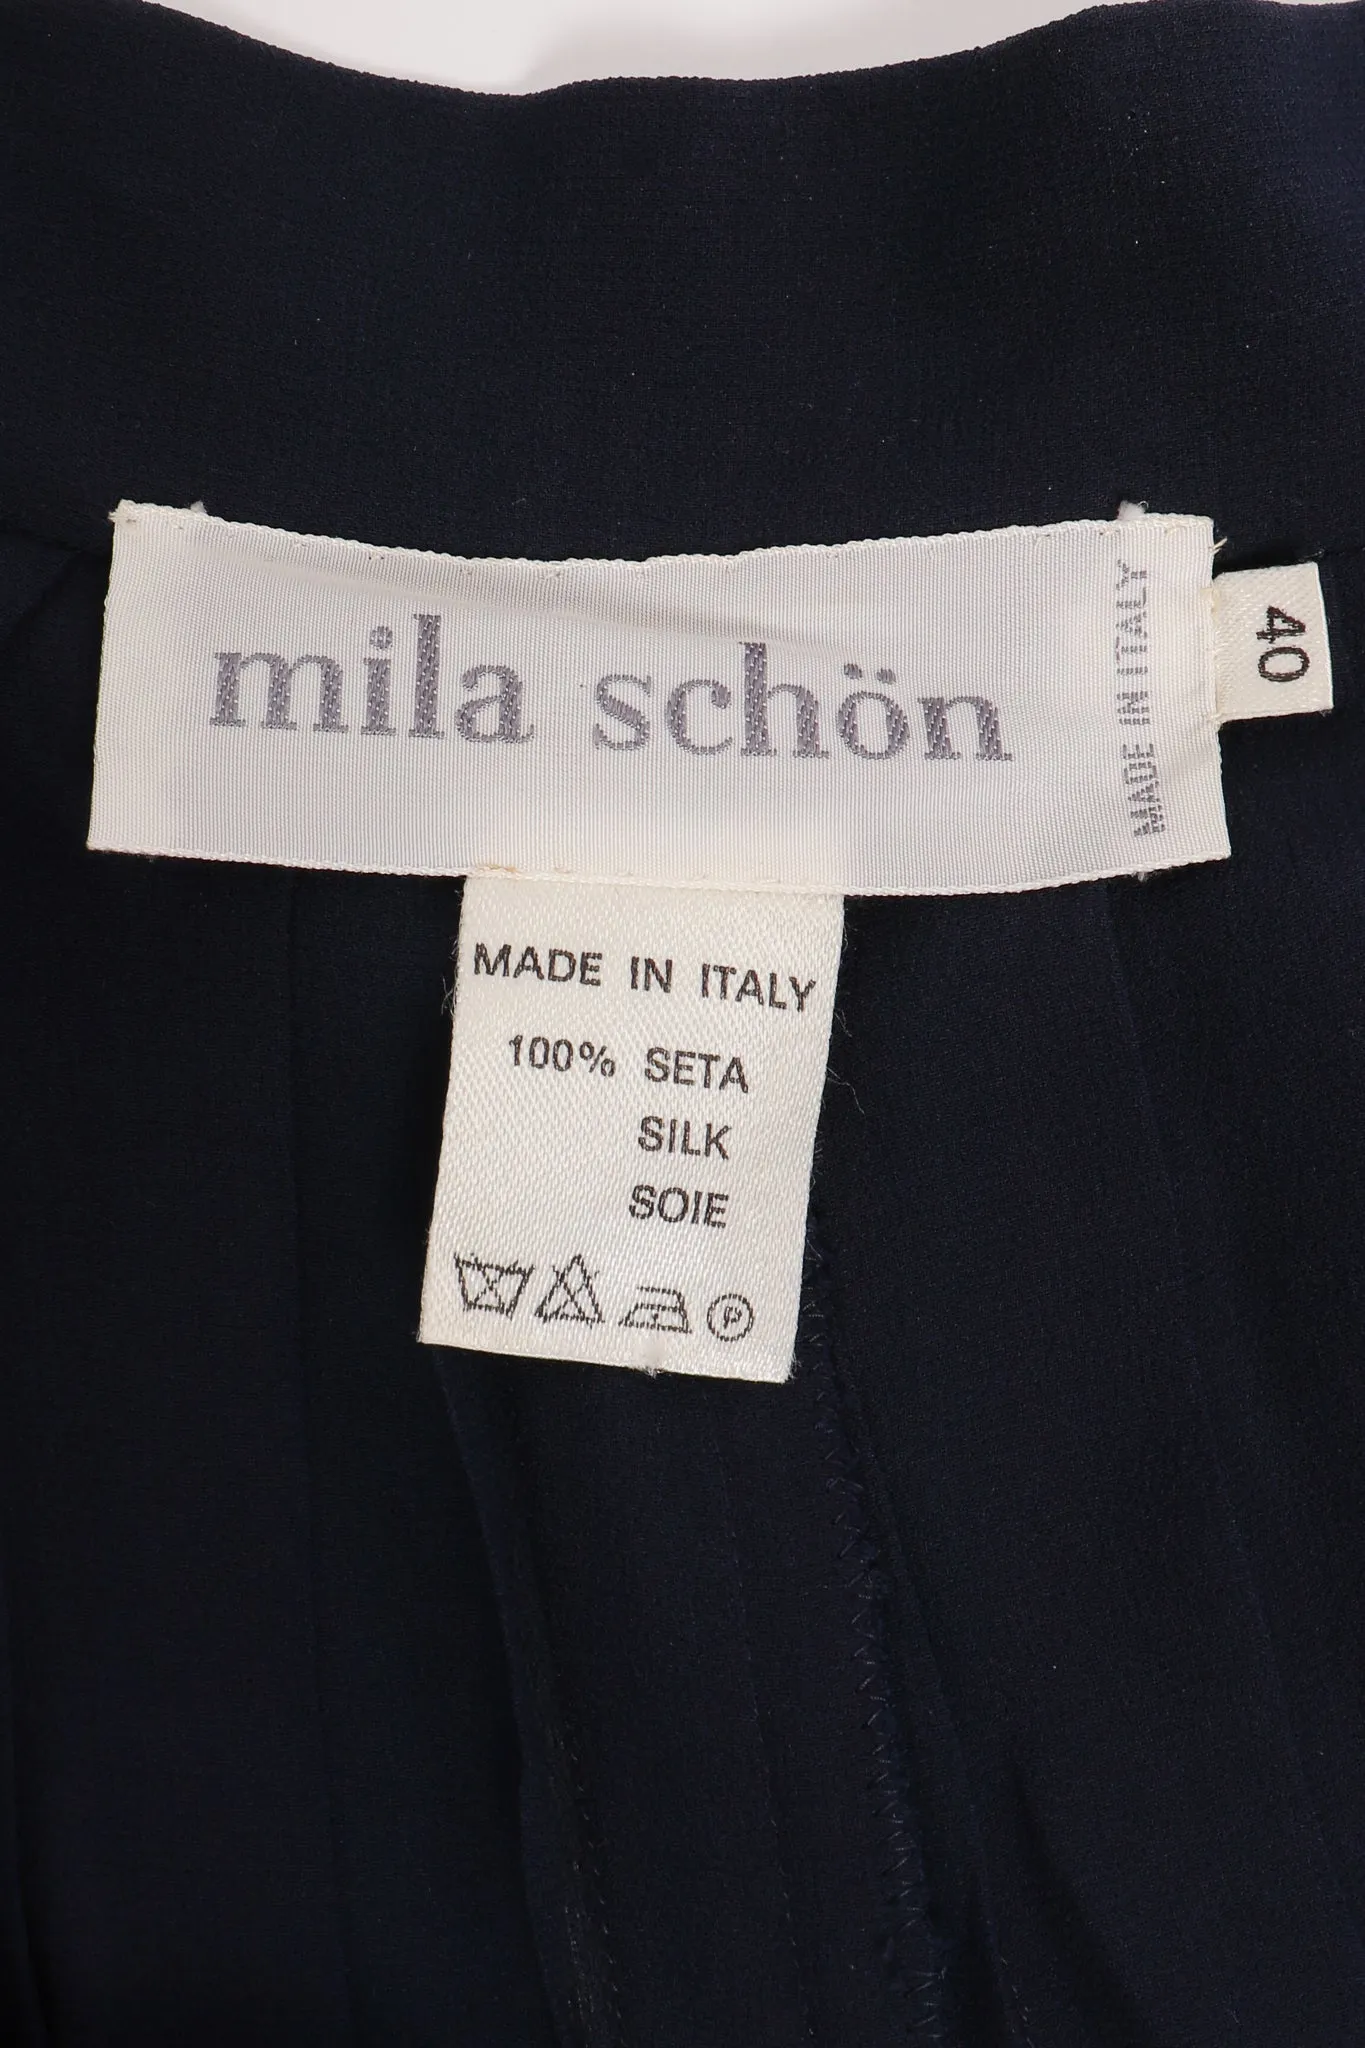 mila schön
MADE IN ITALY
40
MADE IN ITALY
100% SETA
SILK
SOIE
P